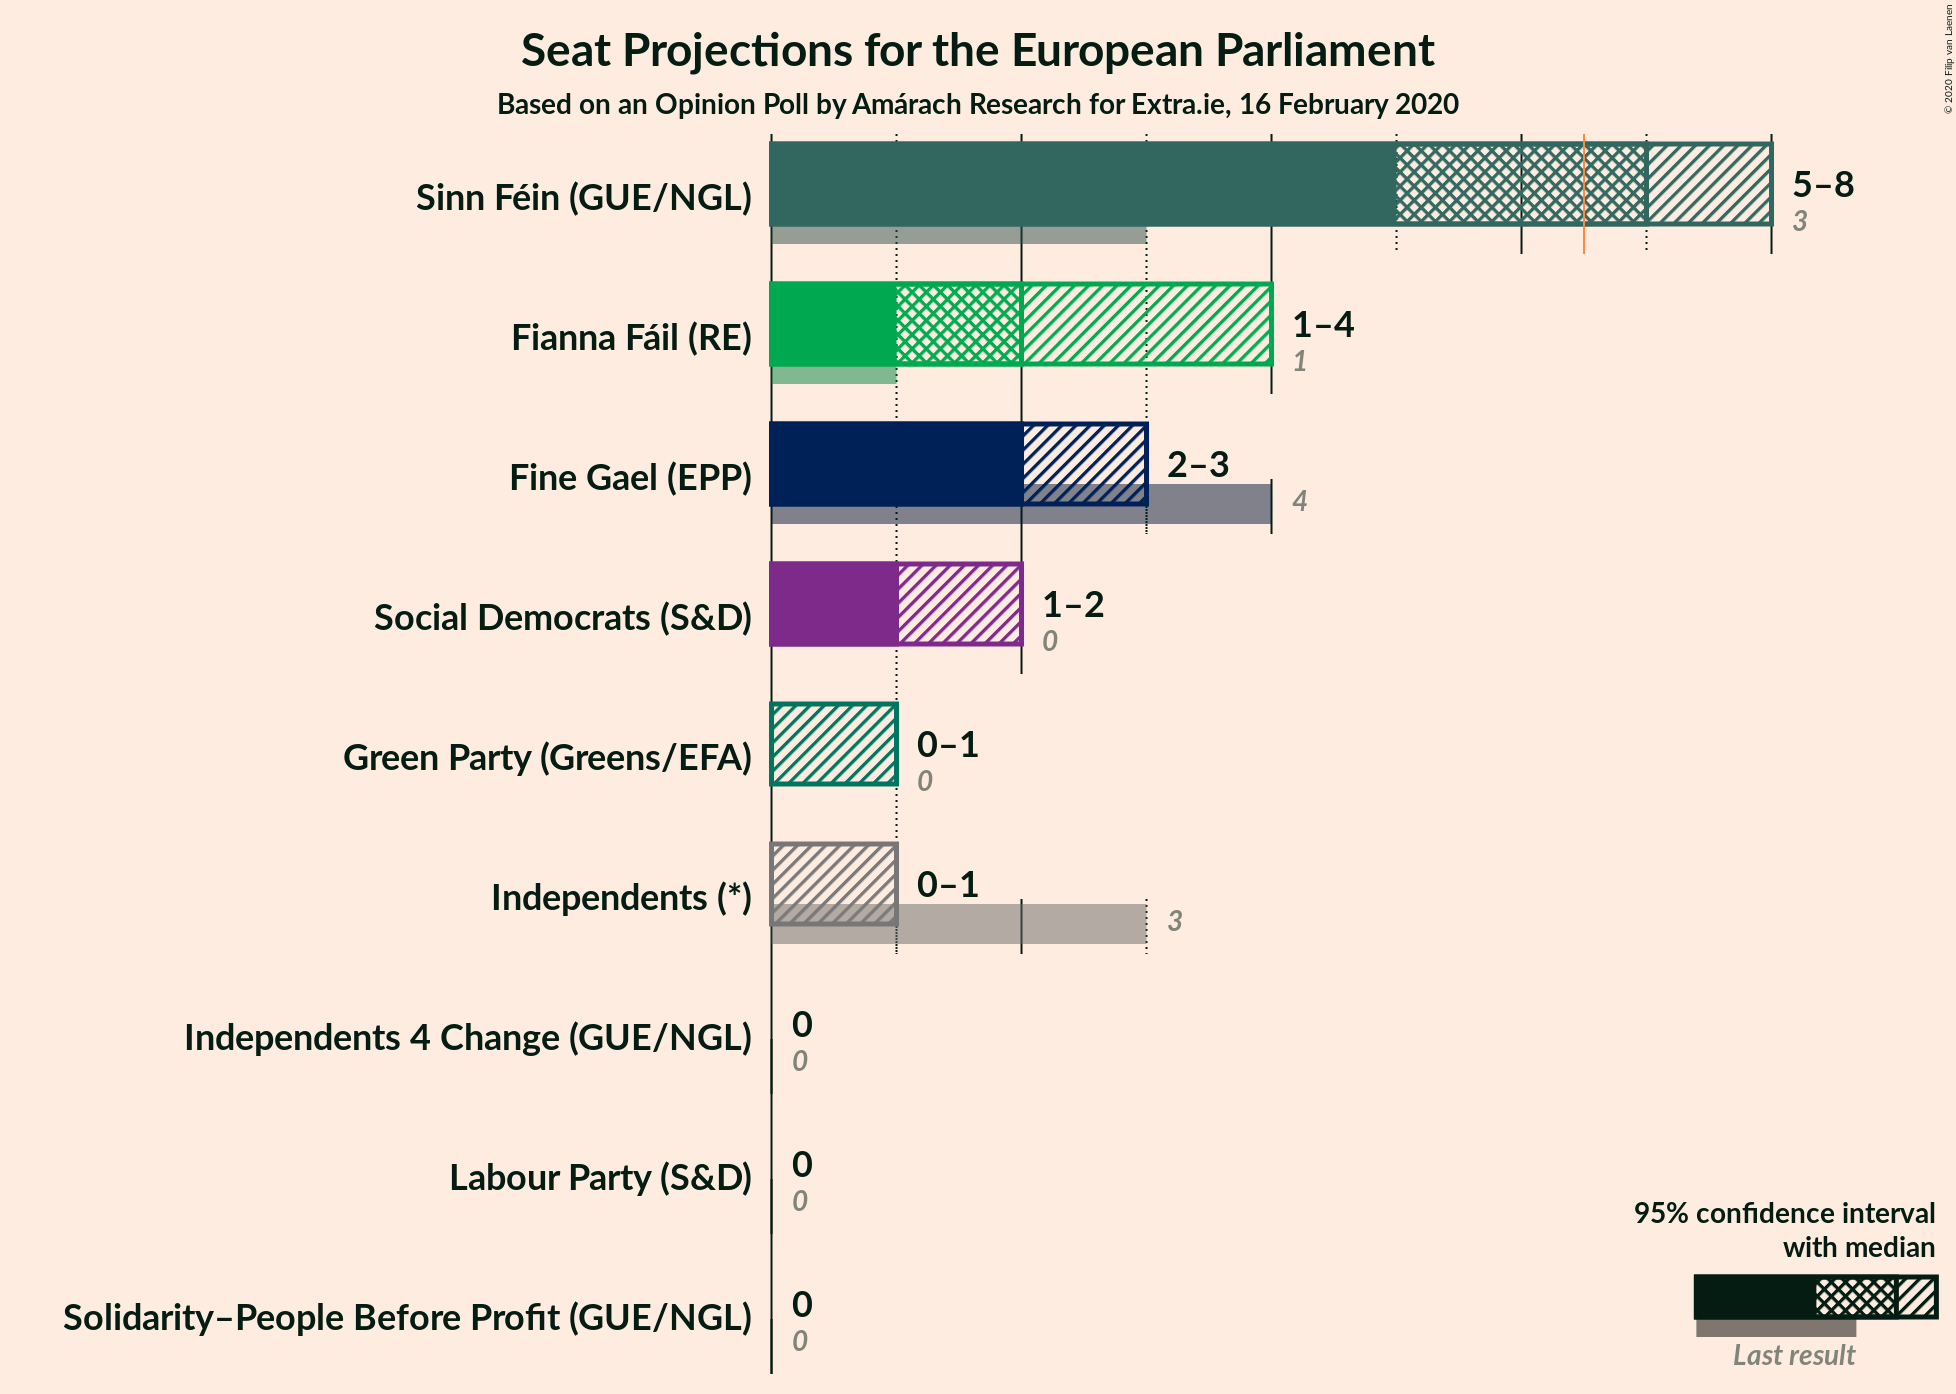 Seat Projections for the European Parliament
Based on an Opinion Poll by Amárach Research for Extra.ie, 16 February 2020
© 2020 Filip van Laenen
Sinn Féin (GUE/NGL)
5–8
3
Fianna Fáil (RE)
1–4
1
Fine Gael (EPP)
2–3
4
Social Democrats (S&D)
1–2
0
Green Party (Greens/EFA)
0–1
0
Independents (*)
0–1
3
Independents 4 Change (GUE/NGL)
0
0
Labour Party (S&D)
0
0
Solidarity–People Before Profit (GUE/NGL)
0
0
95% confidence interval
with median
Last result